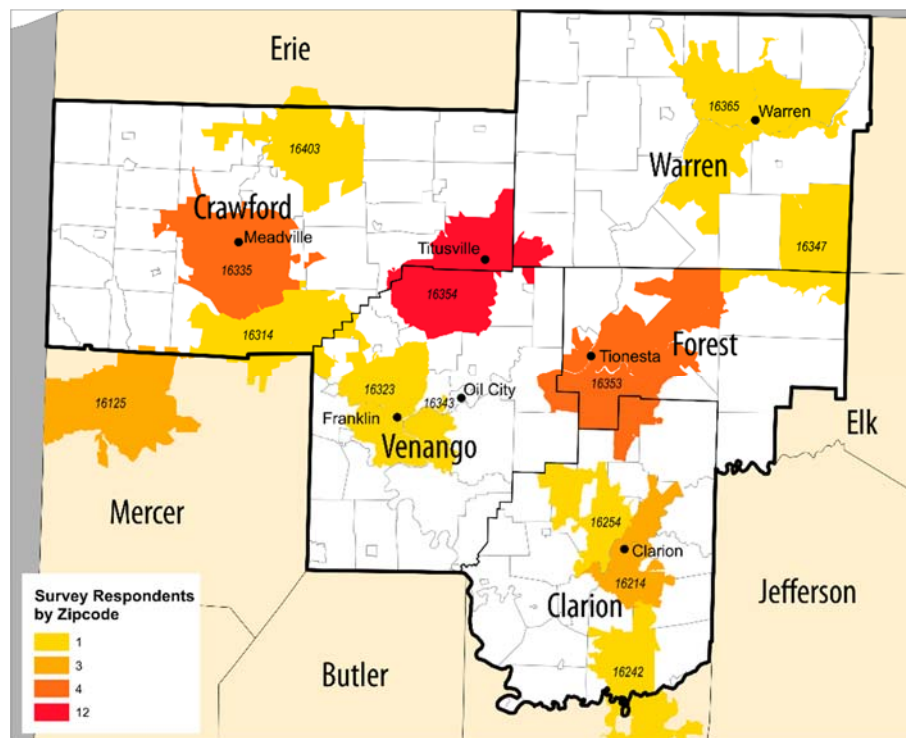 Erie
16365
Warren
16403
Warren
Crawford
Meadville
16335
Titusville
16347
16354
16314
Tionesta
Forest
16353
16125
16323
16343
Oil City
Franklin
Venango
Elk
Mercer
16254
Clarion
16214
Jefferson
Clarion
Butler
16242
Survey Respondents
by Zipcode
1
3
4
12